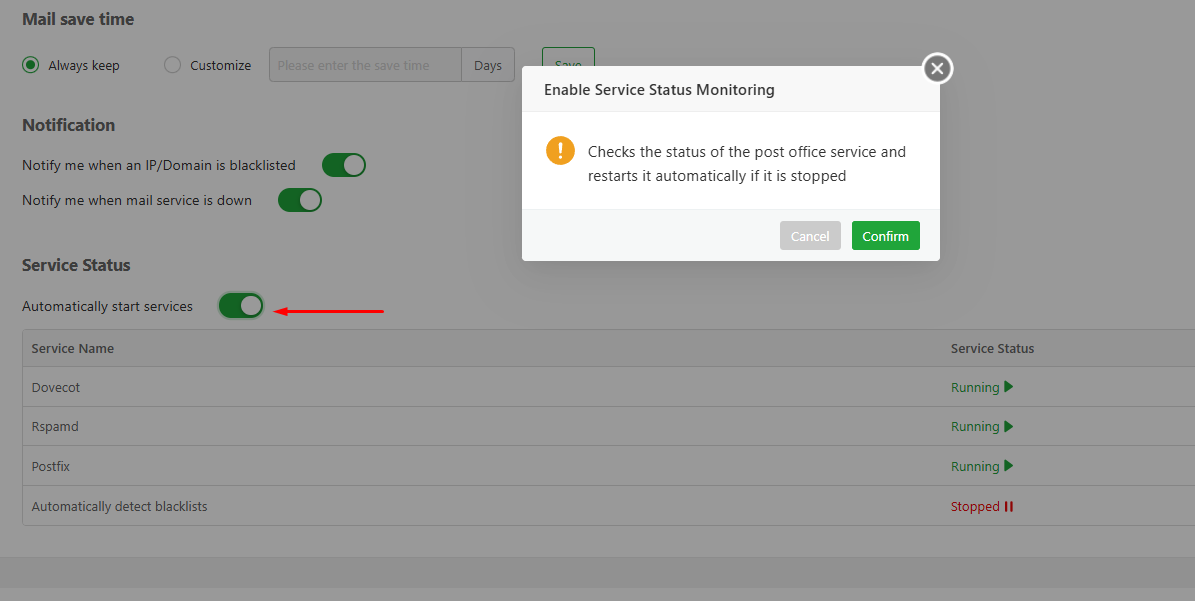 Mail save time
Always keep
Customize
Please enter the save time
Days
Save
Enable Service Status Monitoring
Checks the status of the post office service and
restarts it automatically if it is stopped
Cancel
Confirm
Notification
Notify me when an IP/Domain is blacklisted
Notify me when mail service is down
Service Status
Automatically start services
Service Name
Service Status
Dovecot
Running
Rspamd
Running
Postfix
Running
Automatically detect blacklists
Stopped